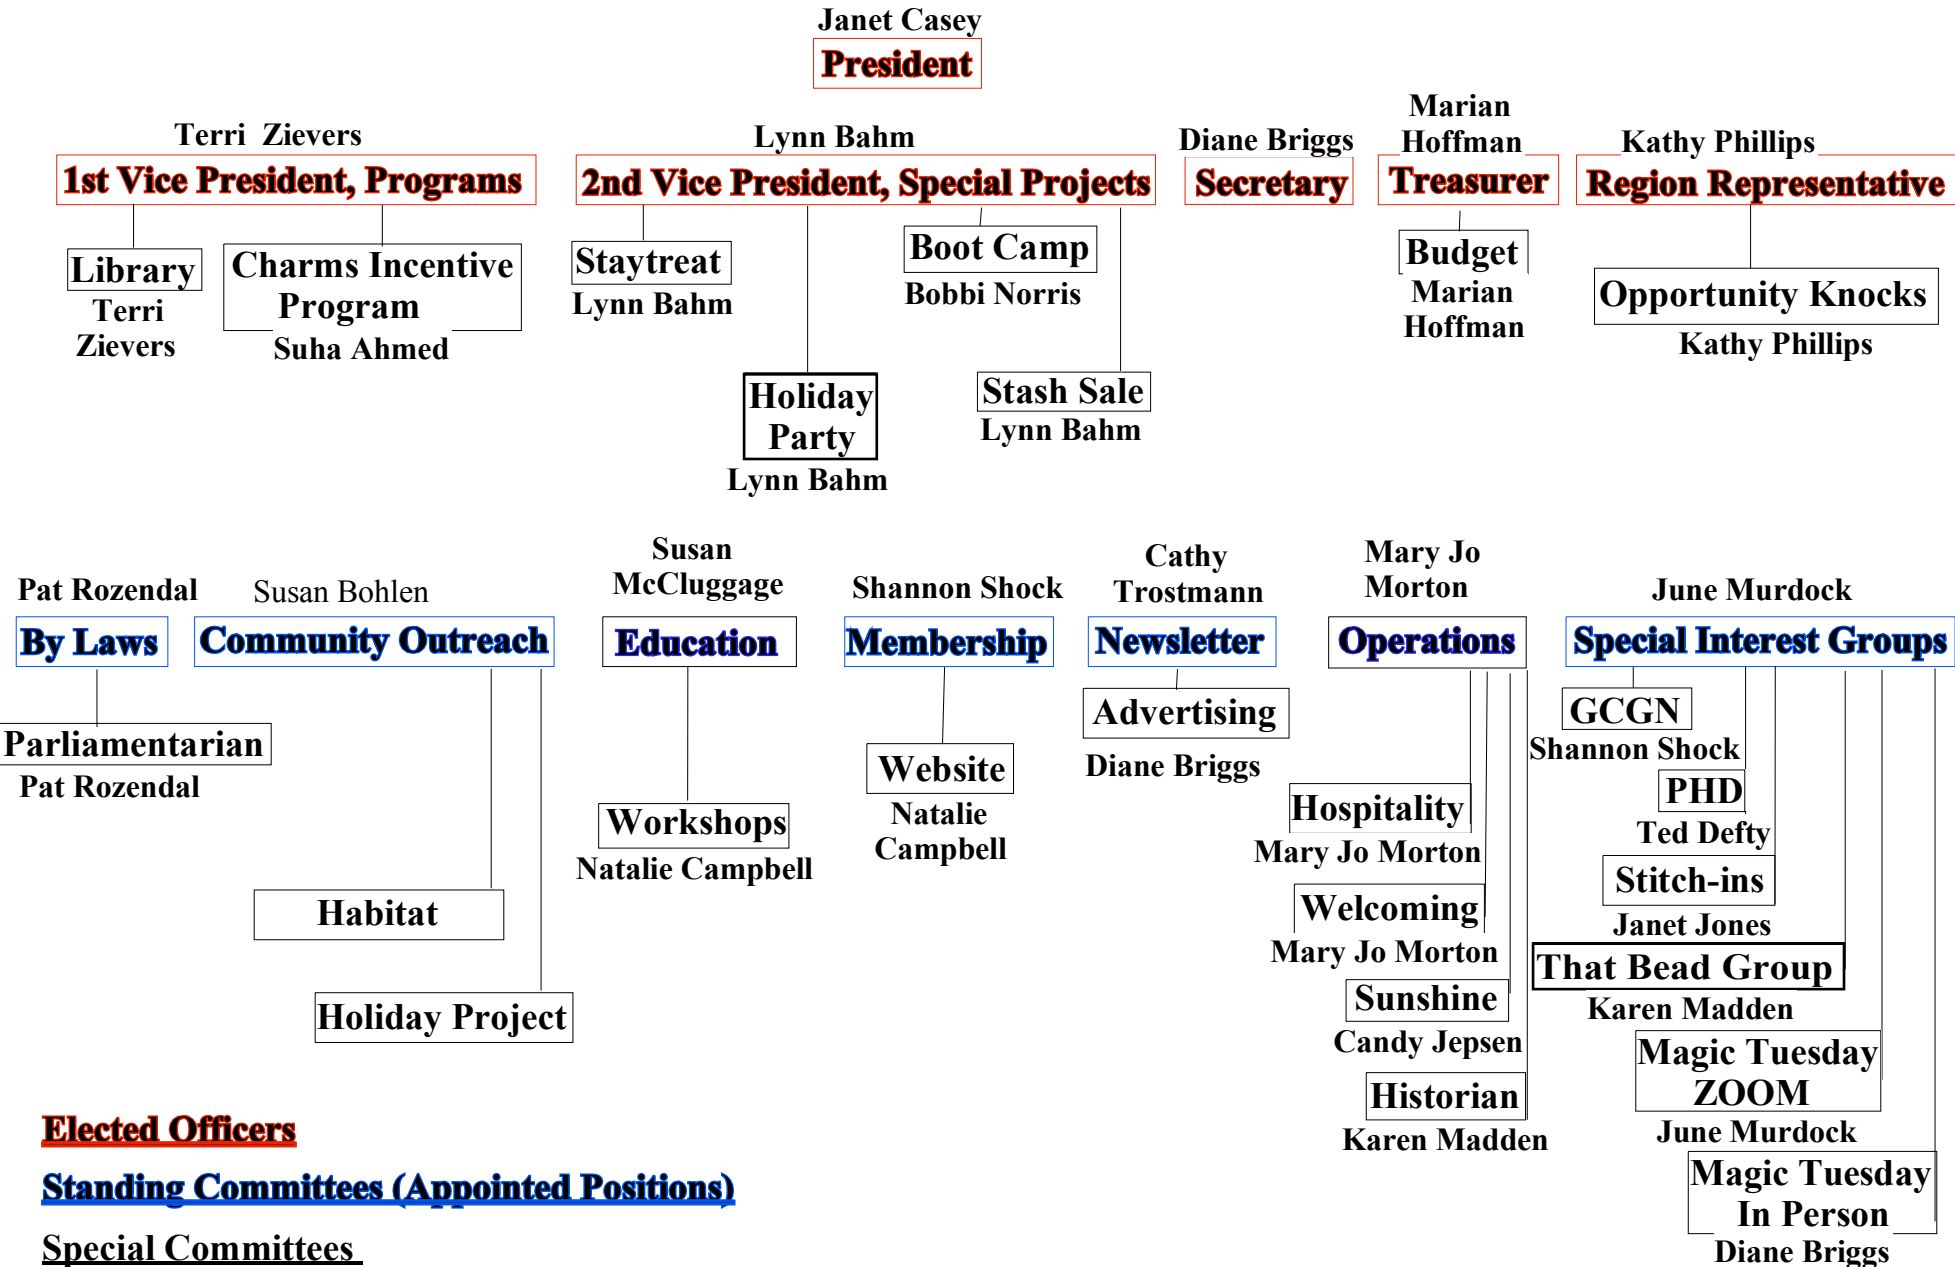 Janet Casey
President
Terri Zievers
1st Vice President, Programs
Library
Terri
Zievers
Charms Incentive
Program
Suha Ahmed
Lynn Bahm
2nd Vice President, Special Projects
Staytreat
Lynn Bahm
Holiday
Party
Lynn Bahm
Boot Camp
Bobbi Norris
Stash Sale
Lynn Bahm
Diane Briggs
Secretary
Marian
Hoffman
Treasurer
Budget
Marian
Hoffman
Kathy Phillips
Region Representative
Opportunity Knocks
Kathy Phillips
Pat Rozendal
By Laws
Parliamentarian
Pat Rozendal
Susan Bohlen
Community Outreach
Habitat
Holiday Project
Susan
McCluggage
Education
Workshops
Natalie Campbell
Shannon Shock
Membership
Website
Natalie
Campbell
Cathy
Trostmann
Newsletter
Advertising
Diane Briggs
Mary Jo
Morton
Operations
Hospitality
Mary Jo Morton
Welcoming
Mary Jo Morton
Sunshine
Candy Jepsen
Historian
Karen Madden
June Murdock
Special Interest Groups
GCGN
Shannon Shock
PHD
Ted Defty
Stitch-ins
Janet Jones
That Bead Group
Karen Madden
Magic Tuesday
ZOOM
June Murdock
Magic Tuesday
In Person
Diane Briggs
Elected Officers
Standing Committees (Appointed Positions)
Special Committees